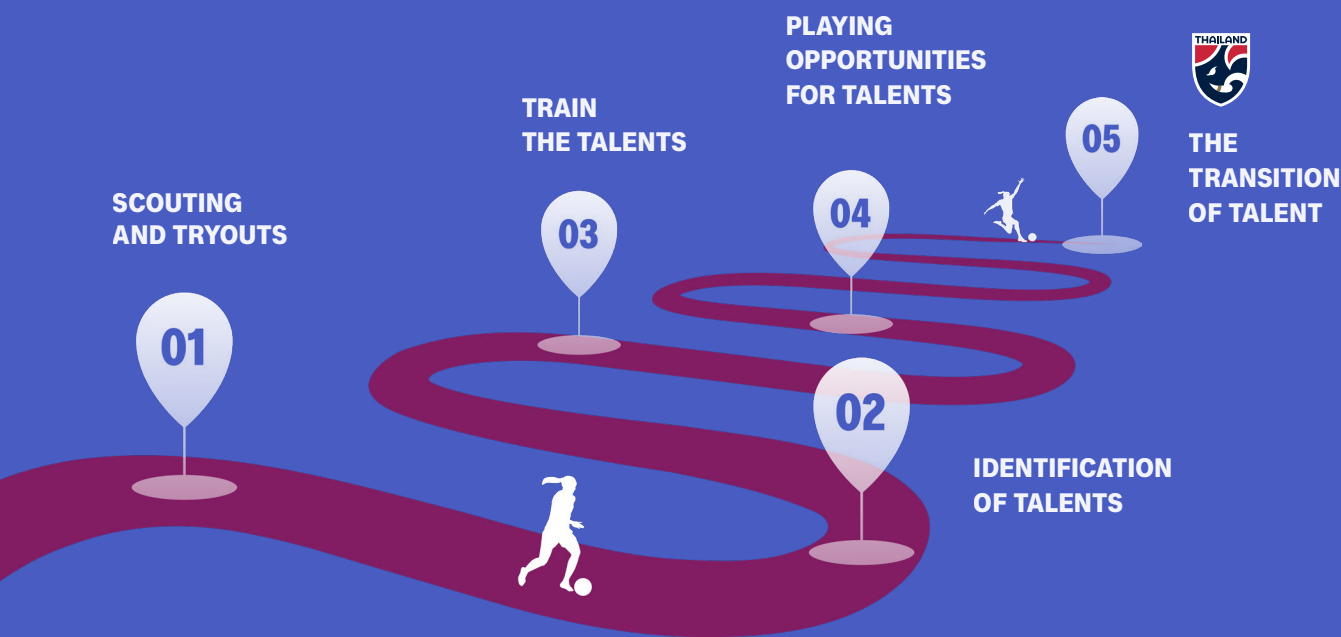 01
SCOUTING
AND TRYOUTS
02
IDENTIFICATION
OF TALENTS
03
TRAIN
THE TALENTS
04
PLAYING
OPPORTUNITIES
FOR TALENTS
05
THAILAND
THE
TRANSITION
OF TALENT